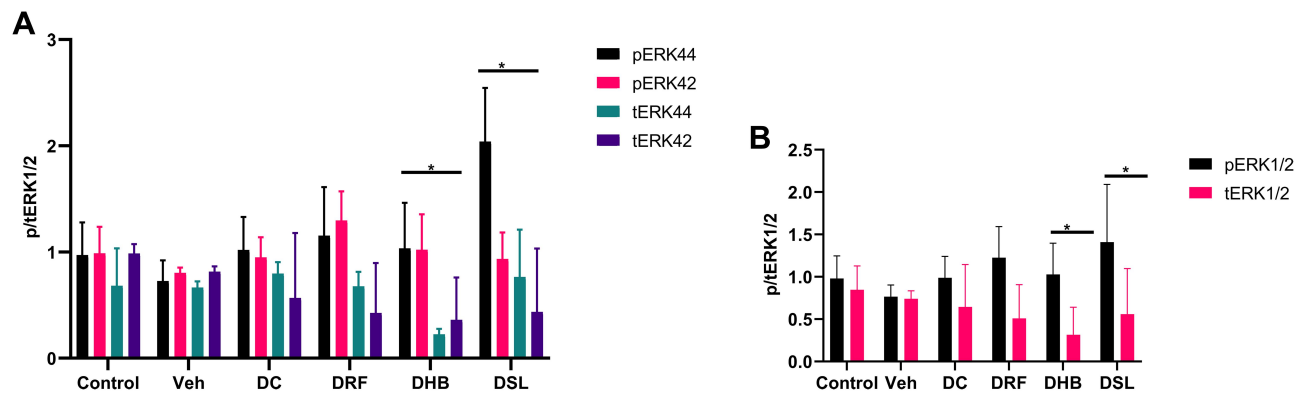 A
p/tERK1/2
3
2
1
0
*
*
Control Veh DC DRF DHB DSL
pERK44
pERK42
tERK44
tERK42
B
p/tERK1/2
2.5
2.0
1.5
1.0
0.5
0.0
*
*
Control Veh DC DRF DHB DSL
pERK1/2
tERK1/2